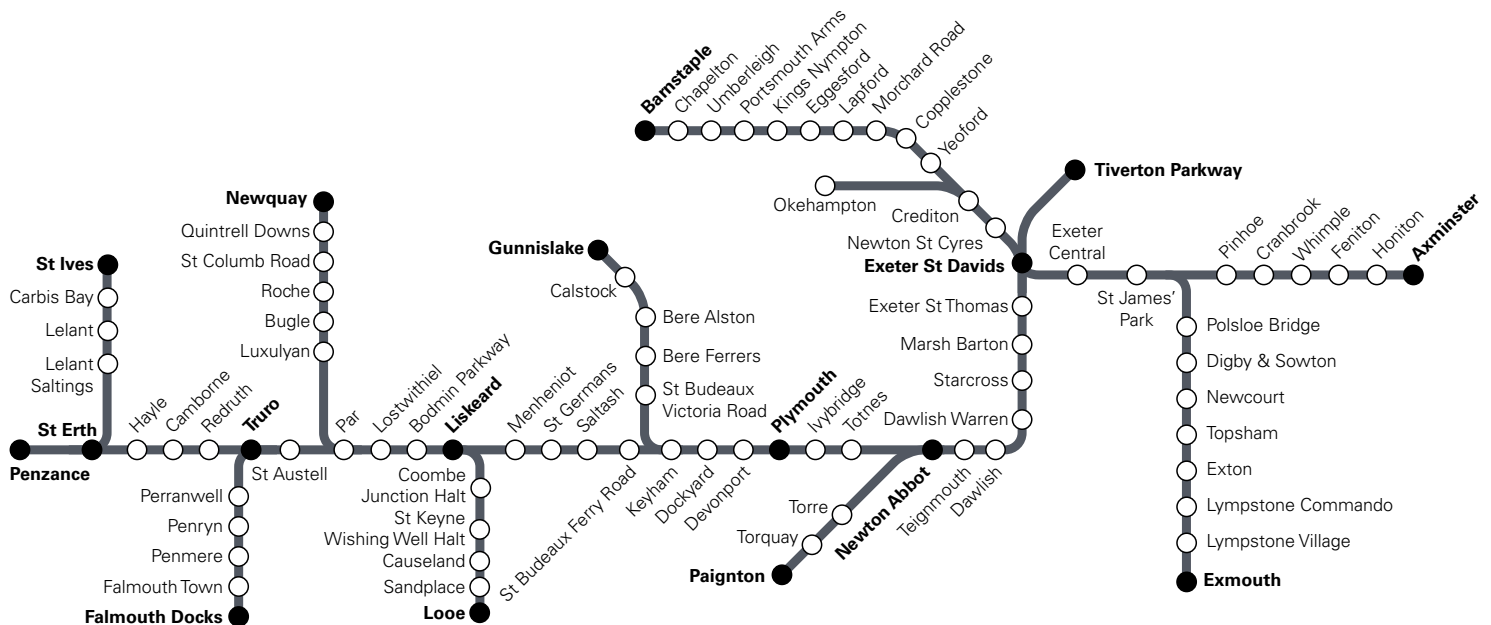 Barnstaple
Chapelton
Umberleigh
Portsmouth Arms
Kings Nympton
Eggesford
Lapford
Morchard Road
Copplestone
Yeoford
Okehampton
Crediton
Newton St Cyres
Exeter St Davids
Tiverton Parkway
Exeter
Central
St James'
Park
Pinhoe
Cranbrook
Whimple
Feniton
Honiton
Axminster
Polsloe Bridge
Digby & Sowton
Newcourt
Topsham
Exton
Lympstone Commando
Lympstone Village
Exmouth
Exeter St Thomas
Marsh Barton
Starcross
Dawlish Warren
Dawlish
Teignmouth
Newton Abbot
Torre
Torquay
Paignton
Totnes
Ivybridge
Plymouth
Devonport
Dockyard
Keyham
Gunnislake
Calstock
Bere Alston
Bere Ferrers
St Budeaux
Victoria Road
St Budeaux Ferry Road
Saltash
St Germans
Menheniot
Liskeard
Coombe
Junction Halt
St Keyne
Wishing Well Halt
Causeland
Sandplace
Looe
Bodmin Parkway
Lostwithiel
Par
Newquay
Quintrell Downs
St Columb Road
Roche
Bugle
Luxulyan
St Austell
Truro
Perranwell
Penryn
Penmere
Falmouth Town
Falmouth Docks
Redruth
Camborne
Hayle
St Ives
Carbis Bay
Lelant
Lelant
Saltings
St Erth
Penzance